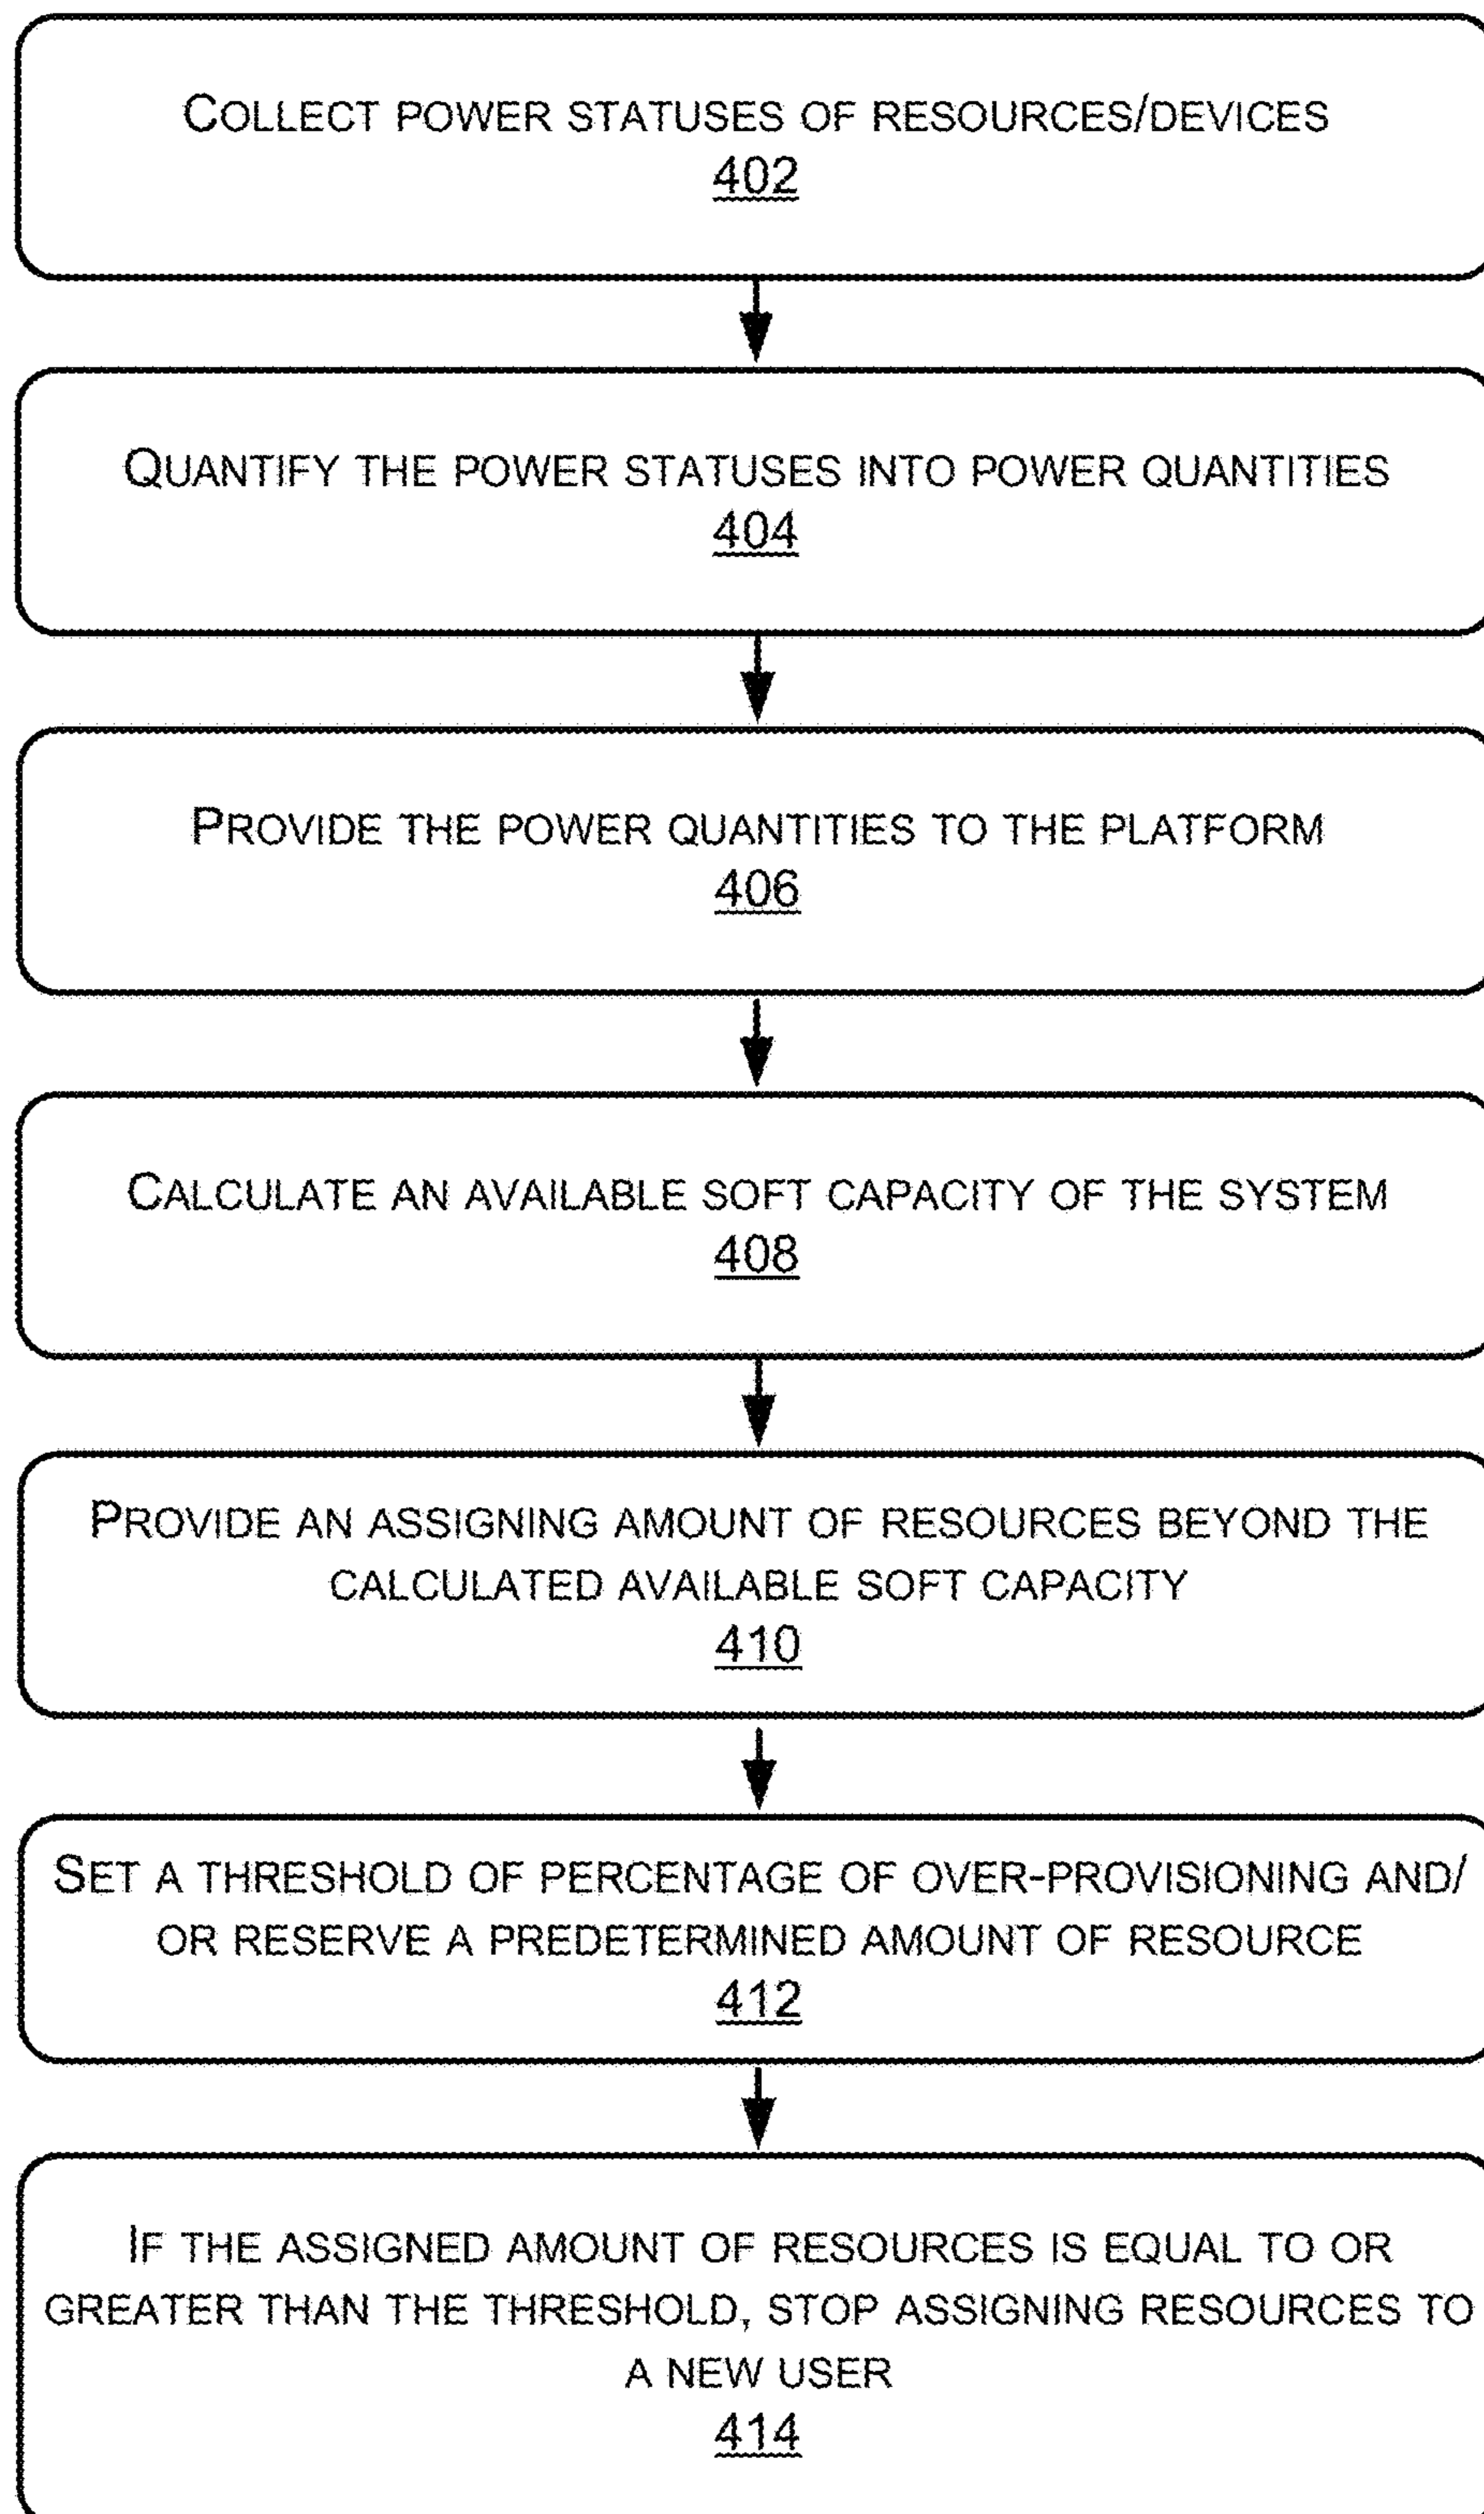 COLLECT POWER STATUSES OF RESOURCES/DEVICES
402
QUANTIFY THE POWER STATUSES INTO POWER QUANTITIES
404
PROVIDE THE POWER QUANTITIES TO THE PLATFORM
406
CALCULATE AN AVAILABLE SOFT CAPACITY OF THE SYSTEM
408
PROVIDE AN ASSIGNING AMOUNT OF RESOURCES BEYOND THE
CALCULATED AVAILABLE SOFT CAPACITY
410
SET A THRESHOLD OF PERCENTAGE OF OVER-PROVISIONING AND/
OR RESERVE A PREDETERMINED AMOUNT OF RESOURCE
412
IF THE ASSIGNED AMOUNT OF RESOURCES IS EQUAL TO OR
GREATER THAN THE THRESHOLD, STOP ASSIGNING RESOURCES TO
A NEW USER
414